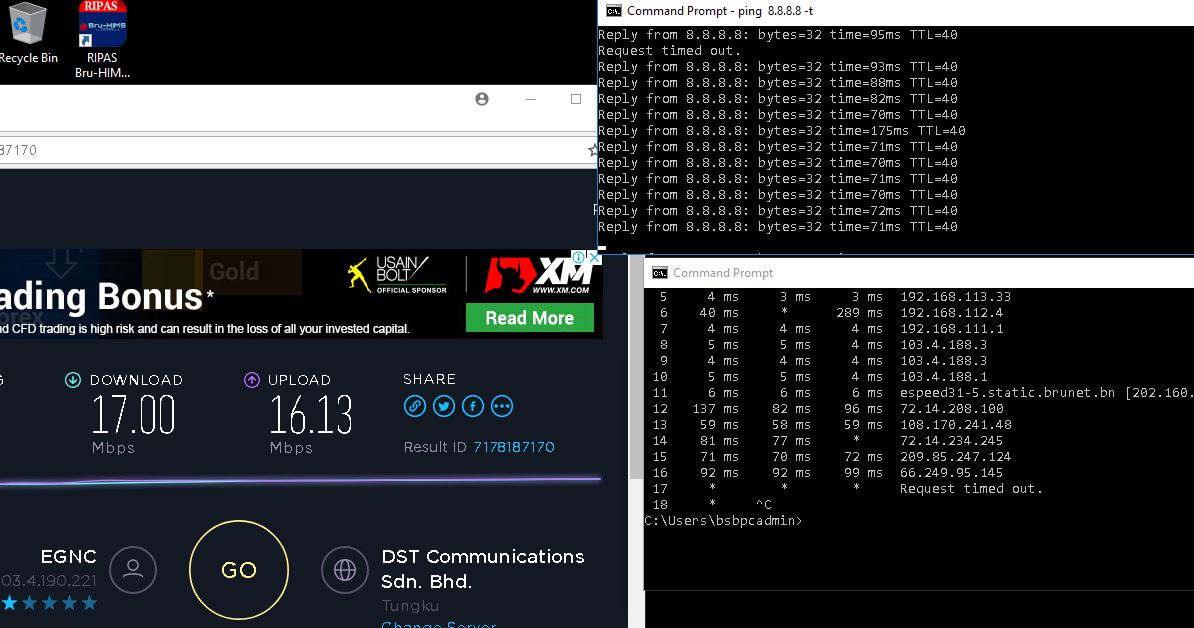 Recycle Bin
RIPAS
Bru-HIMS
RIPAS
Bru-HIM...
37170
Gold
ading Bonus*
nd CFD trading is high risk and can result in the loss of all your invested capital.
USAIN
BOLT
OFFICIAL SPONSOR
XM
WWW.XM.COM
Read More
G
DOWNLOAD
17.00
Mbps
UPLOAD
16.13
Mbps
SHARE
Result ID 7178187170
EGNC
03.4.190.221
GO
DST Communications
Sdn. Bhd.
Tungku
Change Server
Command Prompt - ping 8.8.8.8 -t
Reply from 8.8.8.8: bytes=32 time=95ms TTL=40
Request timed out.
Reply from 8.8.8.8: bytes=32 time=93ms TTL=40
Reply from 8.8.8.8: bytes=32 time=88ms TTL=40
Reply from 8.8.8.8: bytes=32 time=82ms TTL=40
Reply from 8.8.8.8: bytes=32 time=70ms TTL=40
Reply from 8.8.8.8: bytes=32 time=175ms TTL=40
Reply from 8.8.8.8: bytes=32 time=71ms TTL=40
Reply from 8.8.8.8: bytes=32 time=70ms TTL=40
Reply from 8.8.8.8: bytes=32 time=71ms TTL=40
Reply from 8.8.8.8: bytes=32 time=70ms TTL=40
Reply from 8.8.8.8: bytes=32 time=72ms TTL=40
Reply from 8.8.8.8: bytes=32 time=71ms TTL=40
Command Prompt
5 4 ms 3 ms 3 ms 192.168.113.33
6 40 ms * 289 ms 192.168.112.4
7 4 ms 4 ms 4 ms 192.168.111.1
8 5 ms 5 ms 4 ms 103.4.188.3
9 4 ms 4 ms 4 ms 103.4.188.3
10 5 ms 5 ms 4 ms 103.4.188.1
11 6 ms 6 ms 6 ms espeed31-5.static.brunet.bn [202.160.
12 137 ms 82 ms 96 ms 72.14.208.100
13 59 ms 58 ms 59 ms 108.170.241.48
14 81 ms 77 ms * 72.14.234.245
15 71 ms 70 ms 72 ms 209.85.247.124
16 92 ms 92 ms 99 ms 66.249.95.145
17 * * * Request timed out.
18 * ^C
C:\Users\bsbpcadmin>